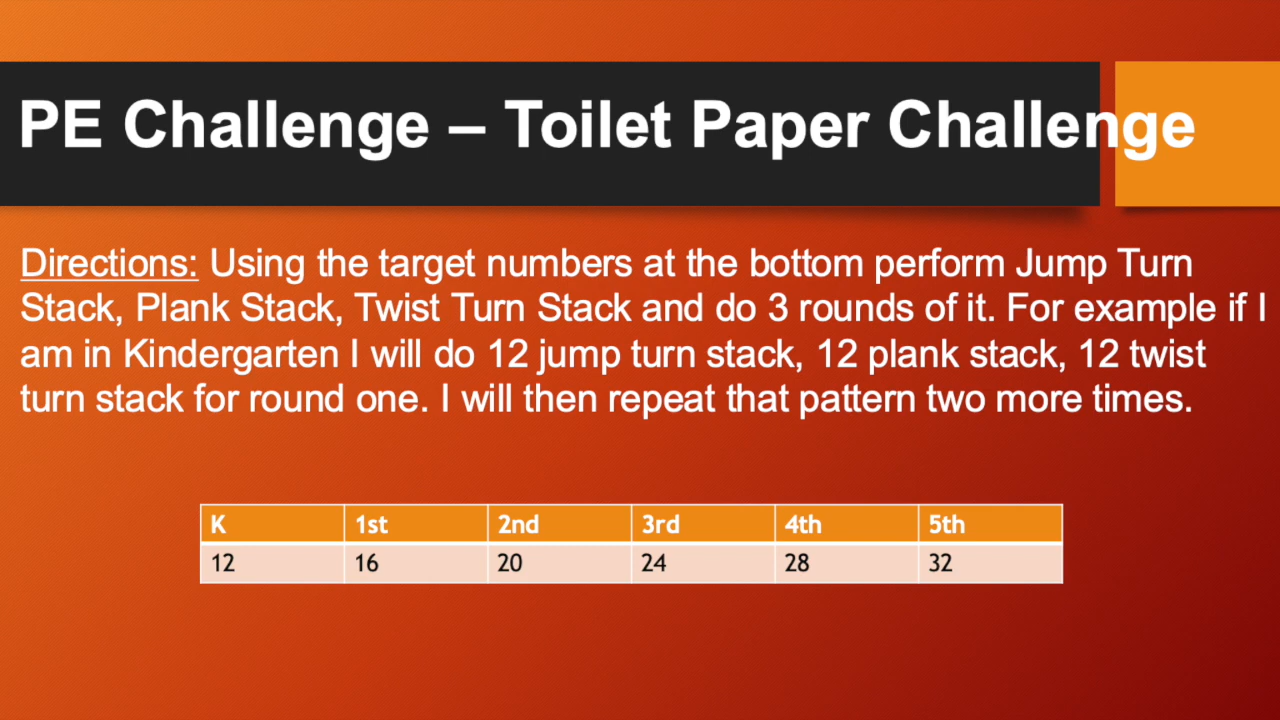 PE Challenge – Toilet Paper Challenge
Directions: Using the target numbers at the bottom perform Jump Turn
Stack, Plank Stack, Twist Turn Stack and do 3 rounds of it. For example if I
am in Kindergarten I will do 12 jump turn stack, 12 plank stack, 12 twist
turn stack for round one. I will then repeat that pattern two more times.
K 1st 2nd 3rd 4th 5th
12 16 20 24 28 32